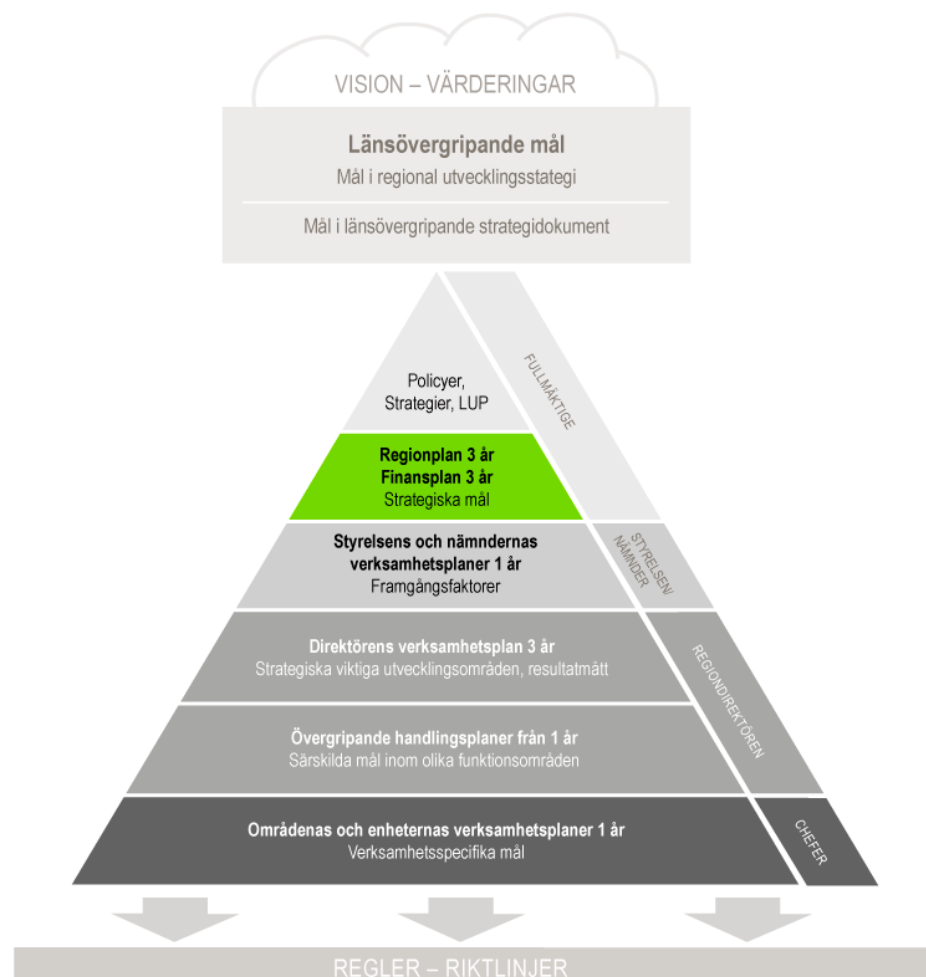 VISION – VÄRDERINGAR
Länsövergripande mål
Mål i regional utvecklingsstategi
Mål i länsövergripande strategidokument
Policyer,
Strategier, LUP
FULLMÄKTIGE
Regionplan 3 år
Finansplan 3 år
Strategiska mål
Styrelsens och nämndernas
verksamhetsplaner 1 år
Framgångsfaktorer
STYRELSEN/
NÄMNDER
Direktörens verksamhetsplan 3 år
Strategiska viktiga utvecklingsområden, resultatmått
REGIONDIREKTÖREN
Övergripande handlingsplaner från 1 år
Särskilda mål inom olika funktionsområden
Områdenas och enheternas verksamhetsplaner 1 år
Verksamhetsspecifika mål
CHEFER
REGLER – RIKTLINJER